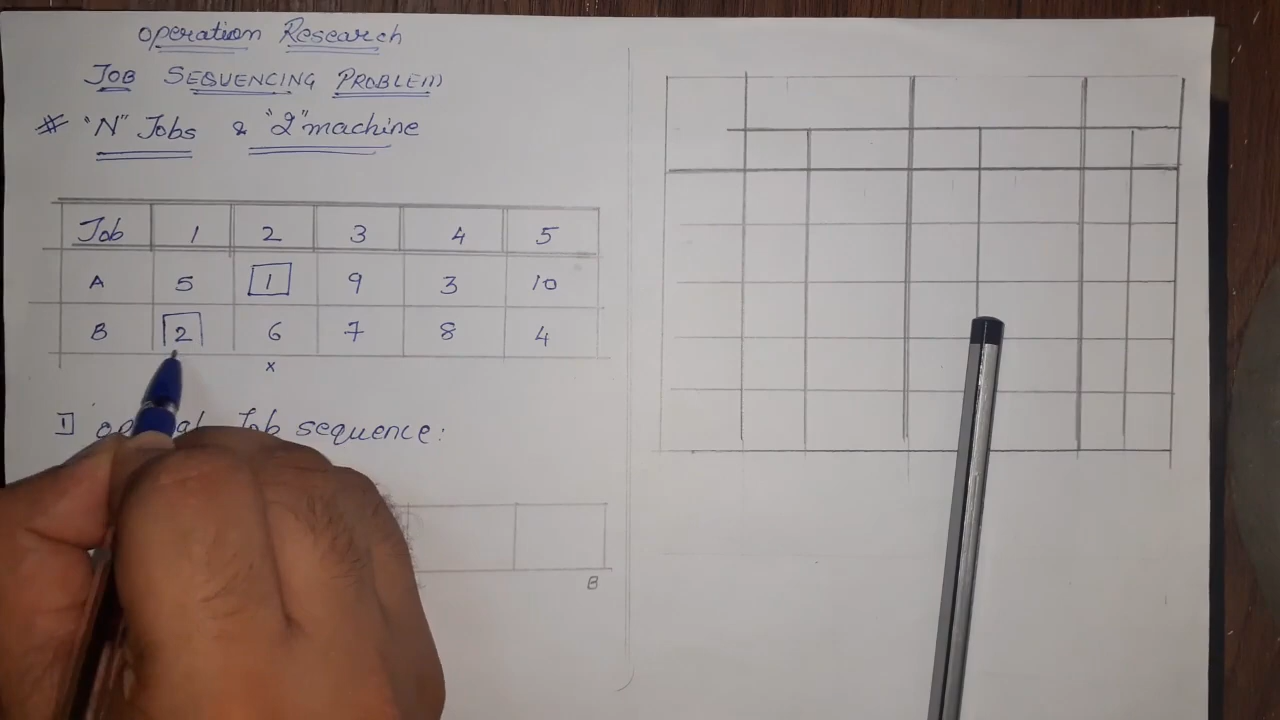 Operation Research
JOB SEQUENCING PROBLEM
# "N" Jobs & "2" machine
Job 1 2 3 4 5
A 5 1 9 3 10
B 2 6 7 8 4
x
Job sequence:
B